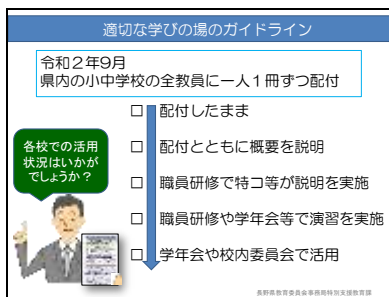 適切な学びの場のガイドライン
令和２年9月
県内の小中学校の全教員に一人１冊ずつ配付
□ 配付したまま
□ 配付とともに概要を説明
□ 職員研修で特コ等が説明を実施
□ 職員研修や学年会等で演習を実施
□ 学年会や校内委員会で活用
各校での活用
状況はいかが
でしょうか？
長野県教育委員会事務局特別支援教育課